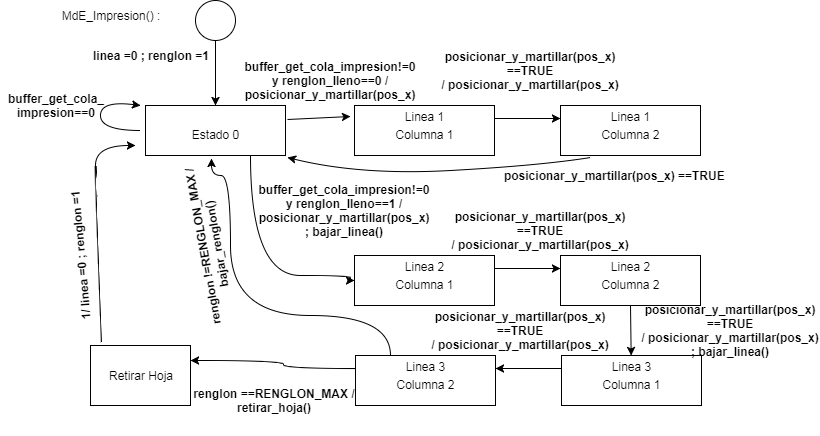 MdE_Impresion() :
linea =0 ; renglon =1
buffer_get_cola_impresion!=0
y renglon_lleno==0 /
posicionar_y_martillar(pos_x)
posicionar_y_martillar(pos_x)
==TRUE
/ posicionar_y_martillar(pos_x)
buffer_get_cola_
impresion==0
Estado 0
Linea 1
Columna 1
Linea 1
Columna 2
posicionar_y_martillar(pos_x) ==TRUE
buffer_get_cola_impresion!=0
y renglon_lleno==1 /
posicionar_y_martillar(pos_x)
; bajar_linea()
posicionar_y_martillar(pos_x)
==TRUE
/ posicionar_y_martillar(pos_x)
renglon !=RENGLON_MAX /
bajar_renglon()
1/ linea =0 ; renglon =1
Linea 2
Columna 1
Linea 2
Columna 2
posicionar_y_martillar(pos_x)
==TRUE
/ posicionar_y_martillar(pos_x)
; bajar_linea()
posicionar_y_martillar(pos_x)
==TRUE
/ posicionar_y_martillar(pos_x)
Retirar Hoja
Linea 3
Columna 2
Linea 3
Columna 1
renglon ==RENGLON_MAX /
retirar_hoja()